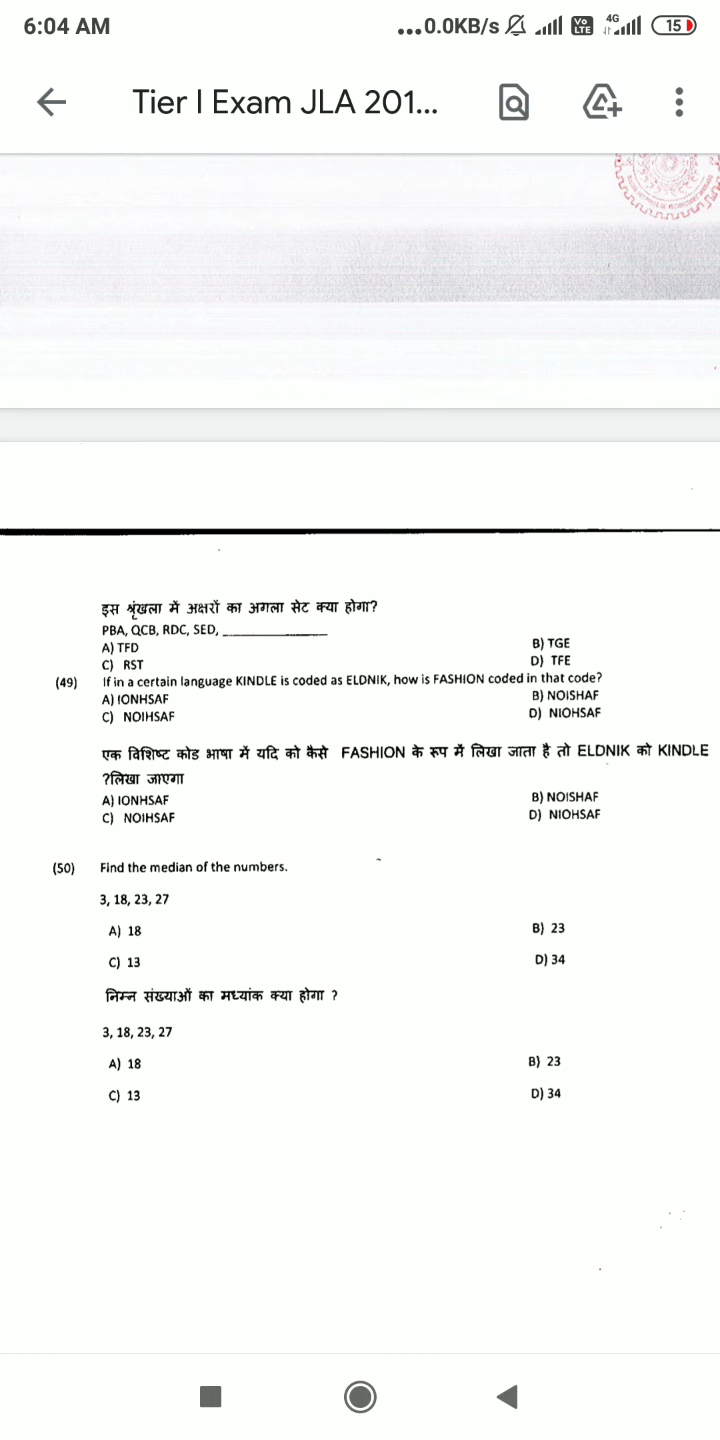 6:04 AM
...0.0KB/s Vo LTE 4G 15
Tier I Exam JLA 201...
इस श्रृंखला में अक्षरों का अगला सेट क्या होगा?
PBA, QCB, RDC, SED, ________________
A) TFD B) TGE
C) RST D) TFE
(49) If in a certain language KINDLE is coded as ELDNIK, how is FASHION coded in that code?
A) IONHSAF B) NOISHAF
C) NOIHSAF D) NIOHSAF
एक विशिष्ट कोड भाषा में यदि को कैसे FASHION के रूप में लिखा जाता है तो ELDNIK को KINDLE
?लिखा जाएगा
A) IONHSAF B) NOISHAF
C) NOIHSAF D) NIOHSAF
(50) Find the median of the numbers.
3, 18, 23, 27
A) 18 B) 23
C) 13 D) 34
निम्न संख्याओं का मध्यांक क्या होगा ?
3, 18, 23, 27
A) 18 B) 23
C) 13 D) 34